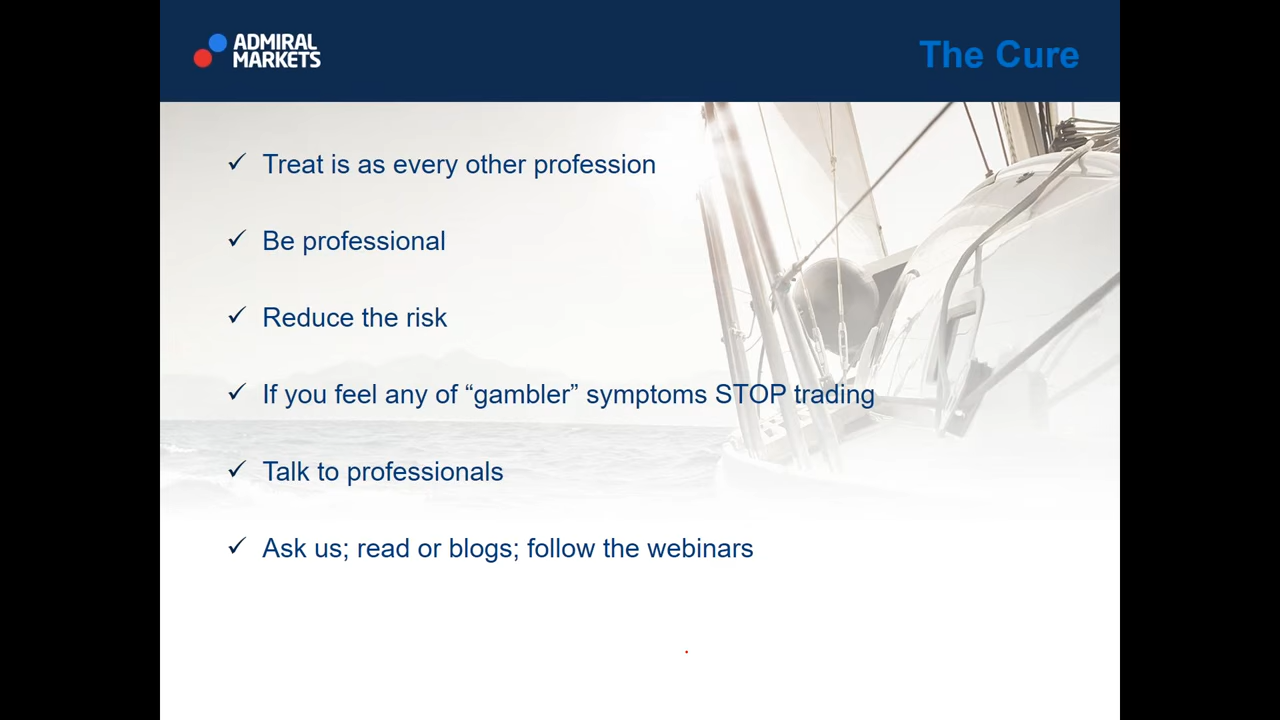 ADMIRAL
MARKETS
The Cure
✓ Treat is as every other profession
✓ Be professional
✓ Reduce the risk
✓ If you feel any of “gambler” symptoms STOP trading
✓ Talk to professionals
✓ Ask us; read or blogs; follow the webinars